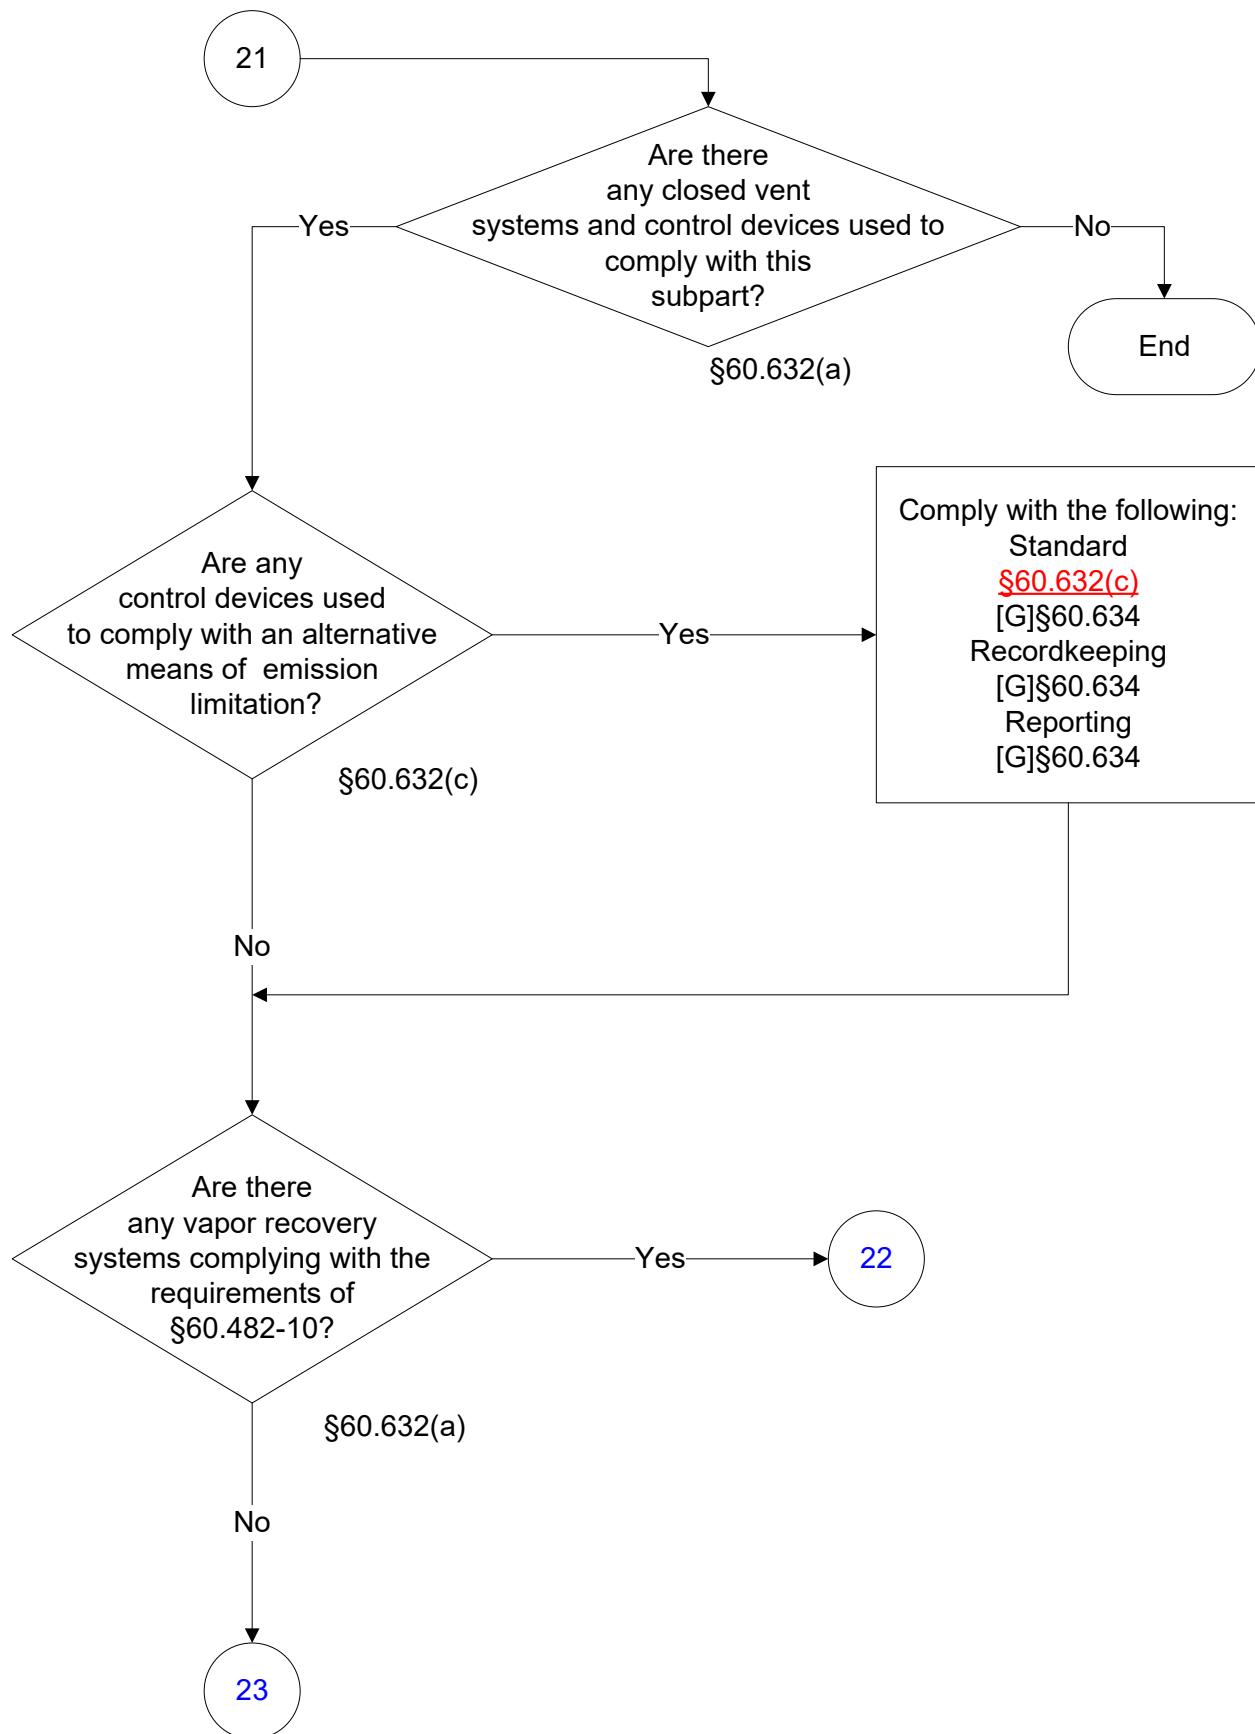 21
Are there
any closed vent
systems and control devices used to
comply with this
subpart?
Yes
No
End
§60.632(a)
Are any
control devices used
to comply with an alternative
means of emission
limitation?
Yes
Comply with the following:
Standard
§60.632(c)
[G]§60.634
Recordkeeping
[G]§60.634
Reporting
[G]§60.634
§60.632(c)
No
Are there
any vapor recovery
systems complying with the
requirements of
§60.482-10?
Yes
22
§60.632(a)
No
23